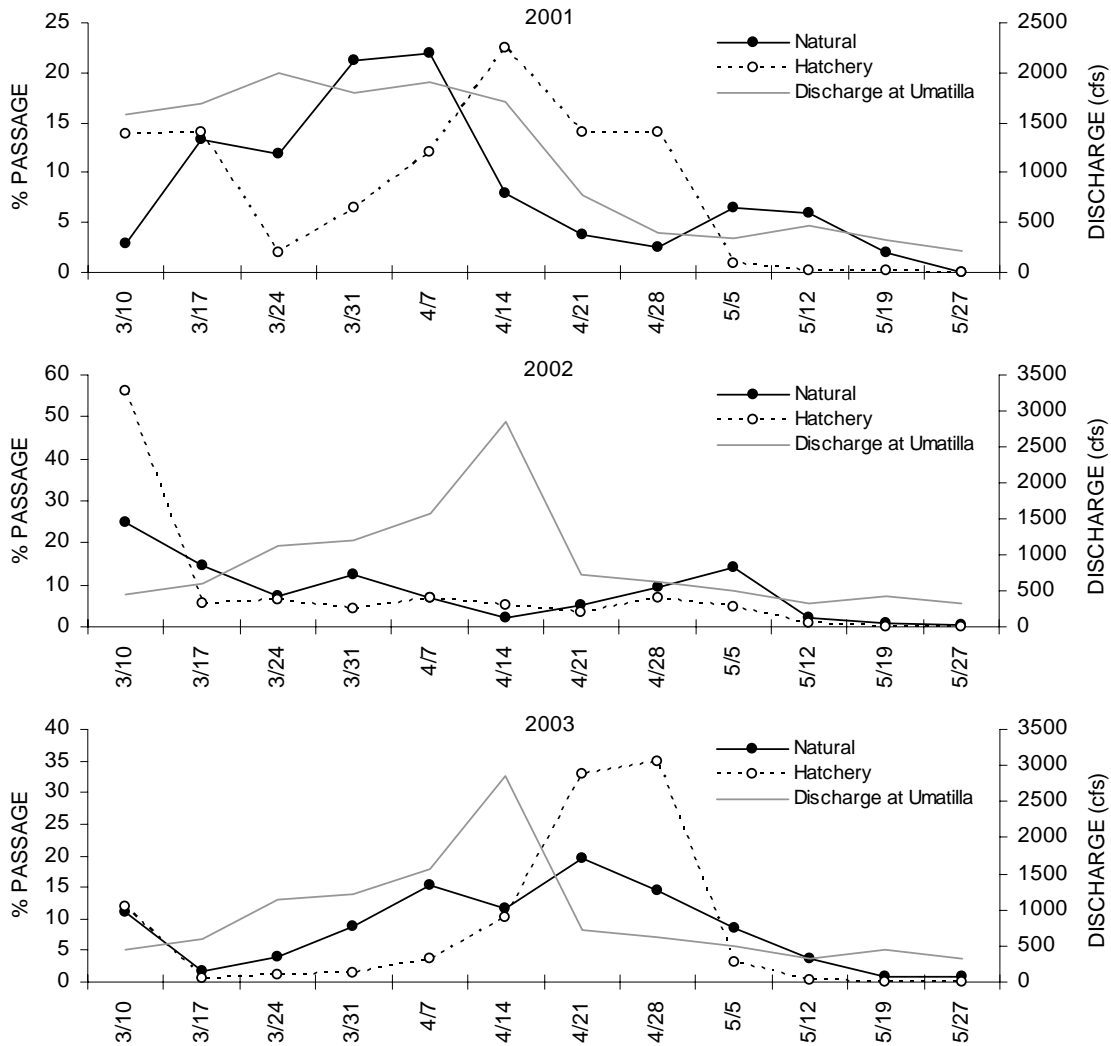 2001
25
20
15
10
5
0
% PASSAGE
Natural
Hatchery
Discharge at Umatilla
2500
2000
1500
1000
500
0
DISCHARGE (cfs)
3/10 3/17 3/24 3/31 4/7 4/14 4/21 4/28 5/5 5/12 5/19 5/27
2002
60
50
40
30
20
10
0
% PASSAGE
Natural
Hatchery
Discharge at Umatilla
3500
3000
2500
2000
1500
1000
500
0
DISCHARGE (cfs)
3/10 3/17 3/24 3/31 4/7 4/14 4/21 4/28 5/5 5/12 5/19 5/27
2003
40
35
30
25
20
15
10
5
0
% PASSAGE
Natural
Hatchery
Discharge at Umatilla
3500
3000
2500
2000
1500
1000
500
0
DISCHARGE (cfs)
3/10 3/17 3/24 3/31 4/7 4/14 4/21 4/28 5/5 5/12 5/19 5/27